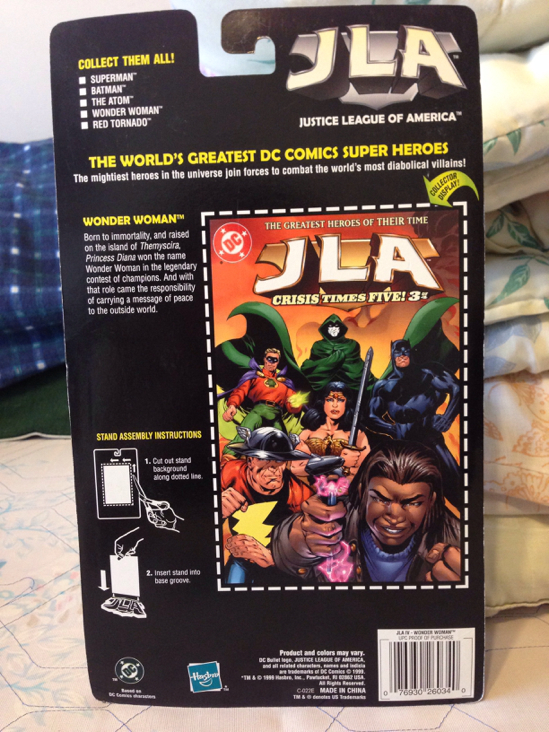 COLLECT THEM ALL!
SUPERMAN™
BATMAN™
THE ATOM™
WONDER WOMAN™
RED TORNADO™
JLA™
JUSTICE LEAGUE OF AMERICA™
THE WORLD'S GREATEST DC COMICS SUPER HEROES
The mightiest heroes in the universe join forces to combat the world's most diabolical villains!
COLLECTOR
DISPLAY!
WONDER WOMAN™
Born to immortality, and raised
on the island of Themyscira,
Princess Diana won the name
Wonder Woman in the legendary
contest of champions. And with
that role came the responsibility
of carrying a message of peace
to the outside world.
THE GREATEST HEROES OF THEIR TIME
DC
JLA
CRISIS TIMES FIVE! 3 of 4
STAND ASSEMBLY INSTRUCTIONS
1. Cut out stand
background
along dotted line.
2. Insert stand into
base groove.
JLA
DC
Based on
DC Comics characters
Hasbro
™
Product and colors may vary.
DC Bullet logo, JUSTICE LEAGUE OF AMERICA,
and all related characters, names and indicia
are trademarks of DC Comics © 1999.
*TM & © 1999 Hasbro, Inc., Pawtucket, RI 02862 USA.
All Rights Reserved.
C-022E MADE IN CHINA
TM & ® denotes US Trademarks
JLA IV - WONDER WOMAN™
UPC PROOF OF PURCHASE
0 76930 26034 0